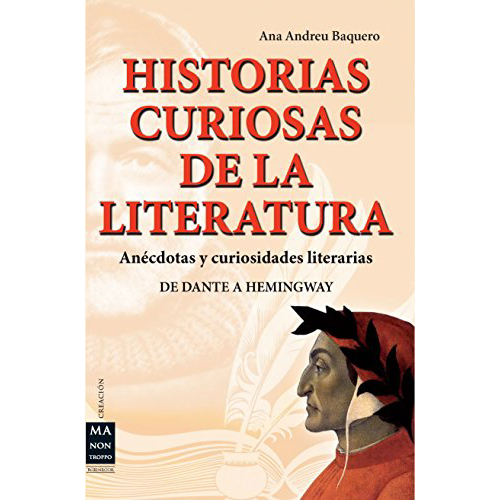 Ana Andreu Baquero
HISTORIAS
CURIOSAS
DE LA
LITERATURA
Anécdotas y curiosidades literarias
DE DANTE A HEMINGWAY
CREACIÓN
MA
NON
TROPPO